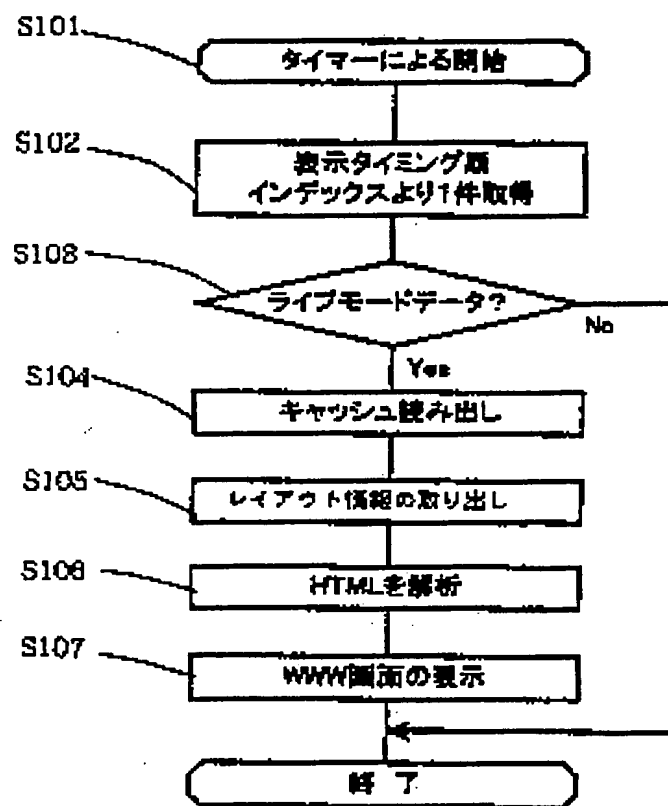 S101
タイマーによる開始
S102
表示タイミング順
インデックスより1件取得
S108
ライブモードデータ?
No
Yes
S104
キャッシュ読み出し
S105
レイアウト情報の取り出し
S106
HTMLを解析
S107
WWW画面の表示
終了